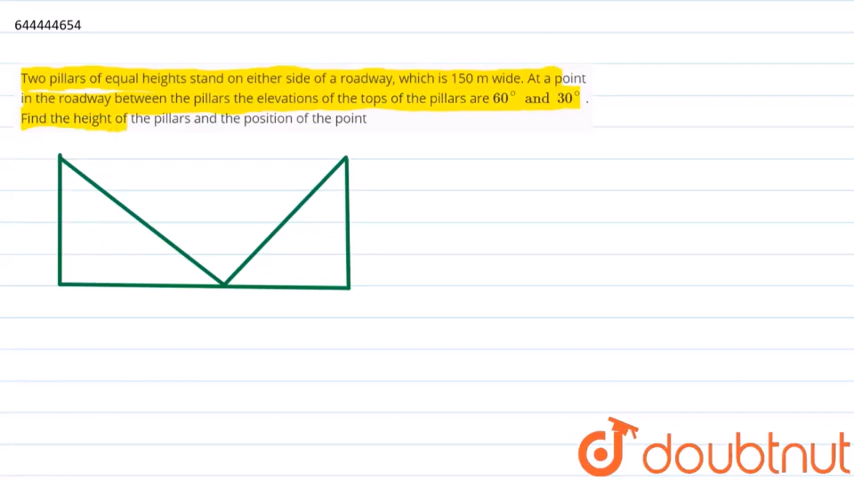 644444654
Two pillars of equal heights stand on either side of a roadway, which is 150 m wide. At a point
in the roadway between the pillars the elevations of the tops of the pillars are 60° and 30° .
Find the height of the pillars and the position of the point
doubtnut